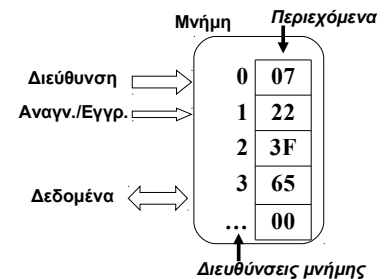 Περιεχόμενα
Μνήμη
Διεύθυνση
0 07
Αναγν./Εγγρ.
1 22
2 3F
Δεδομένα
3 65
... 00
Διευθύνσεις μνήμης